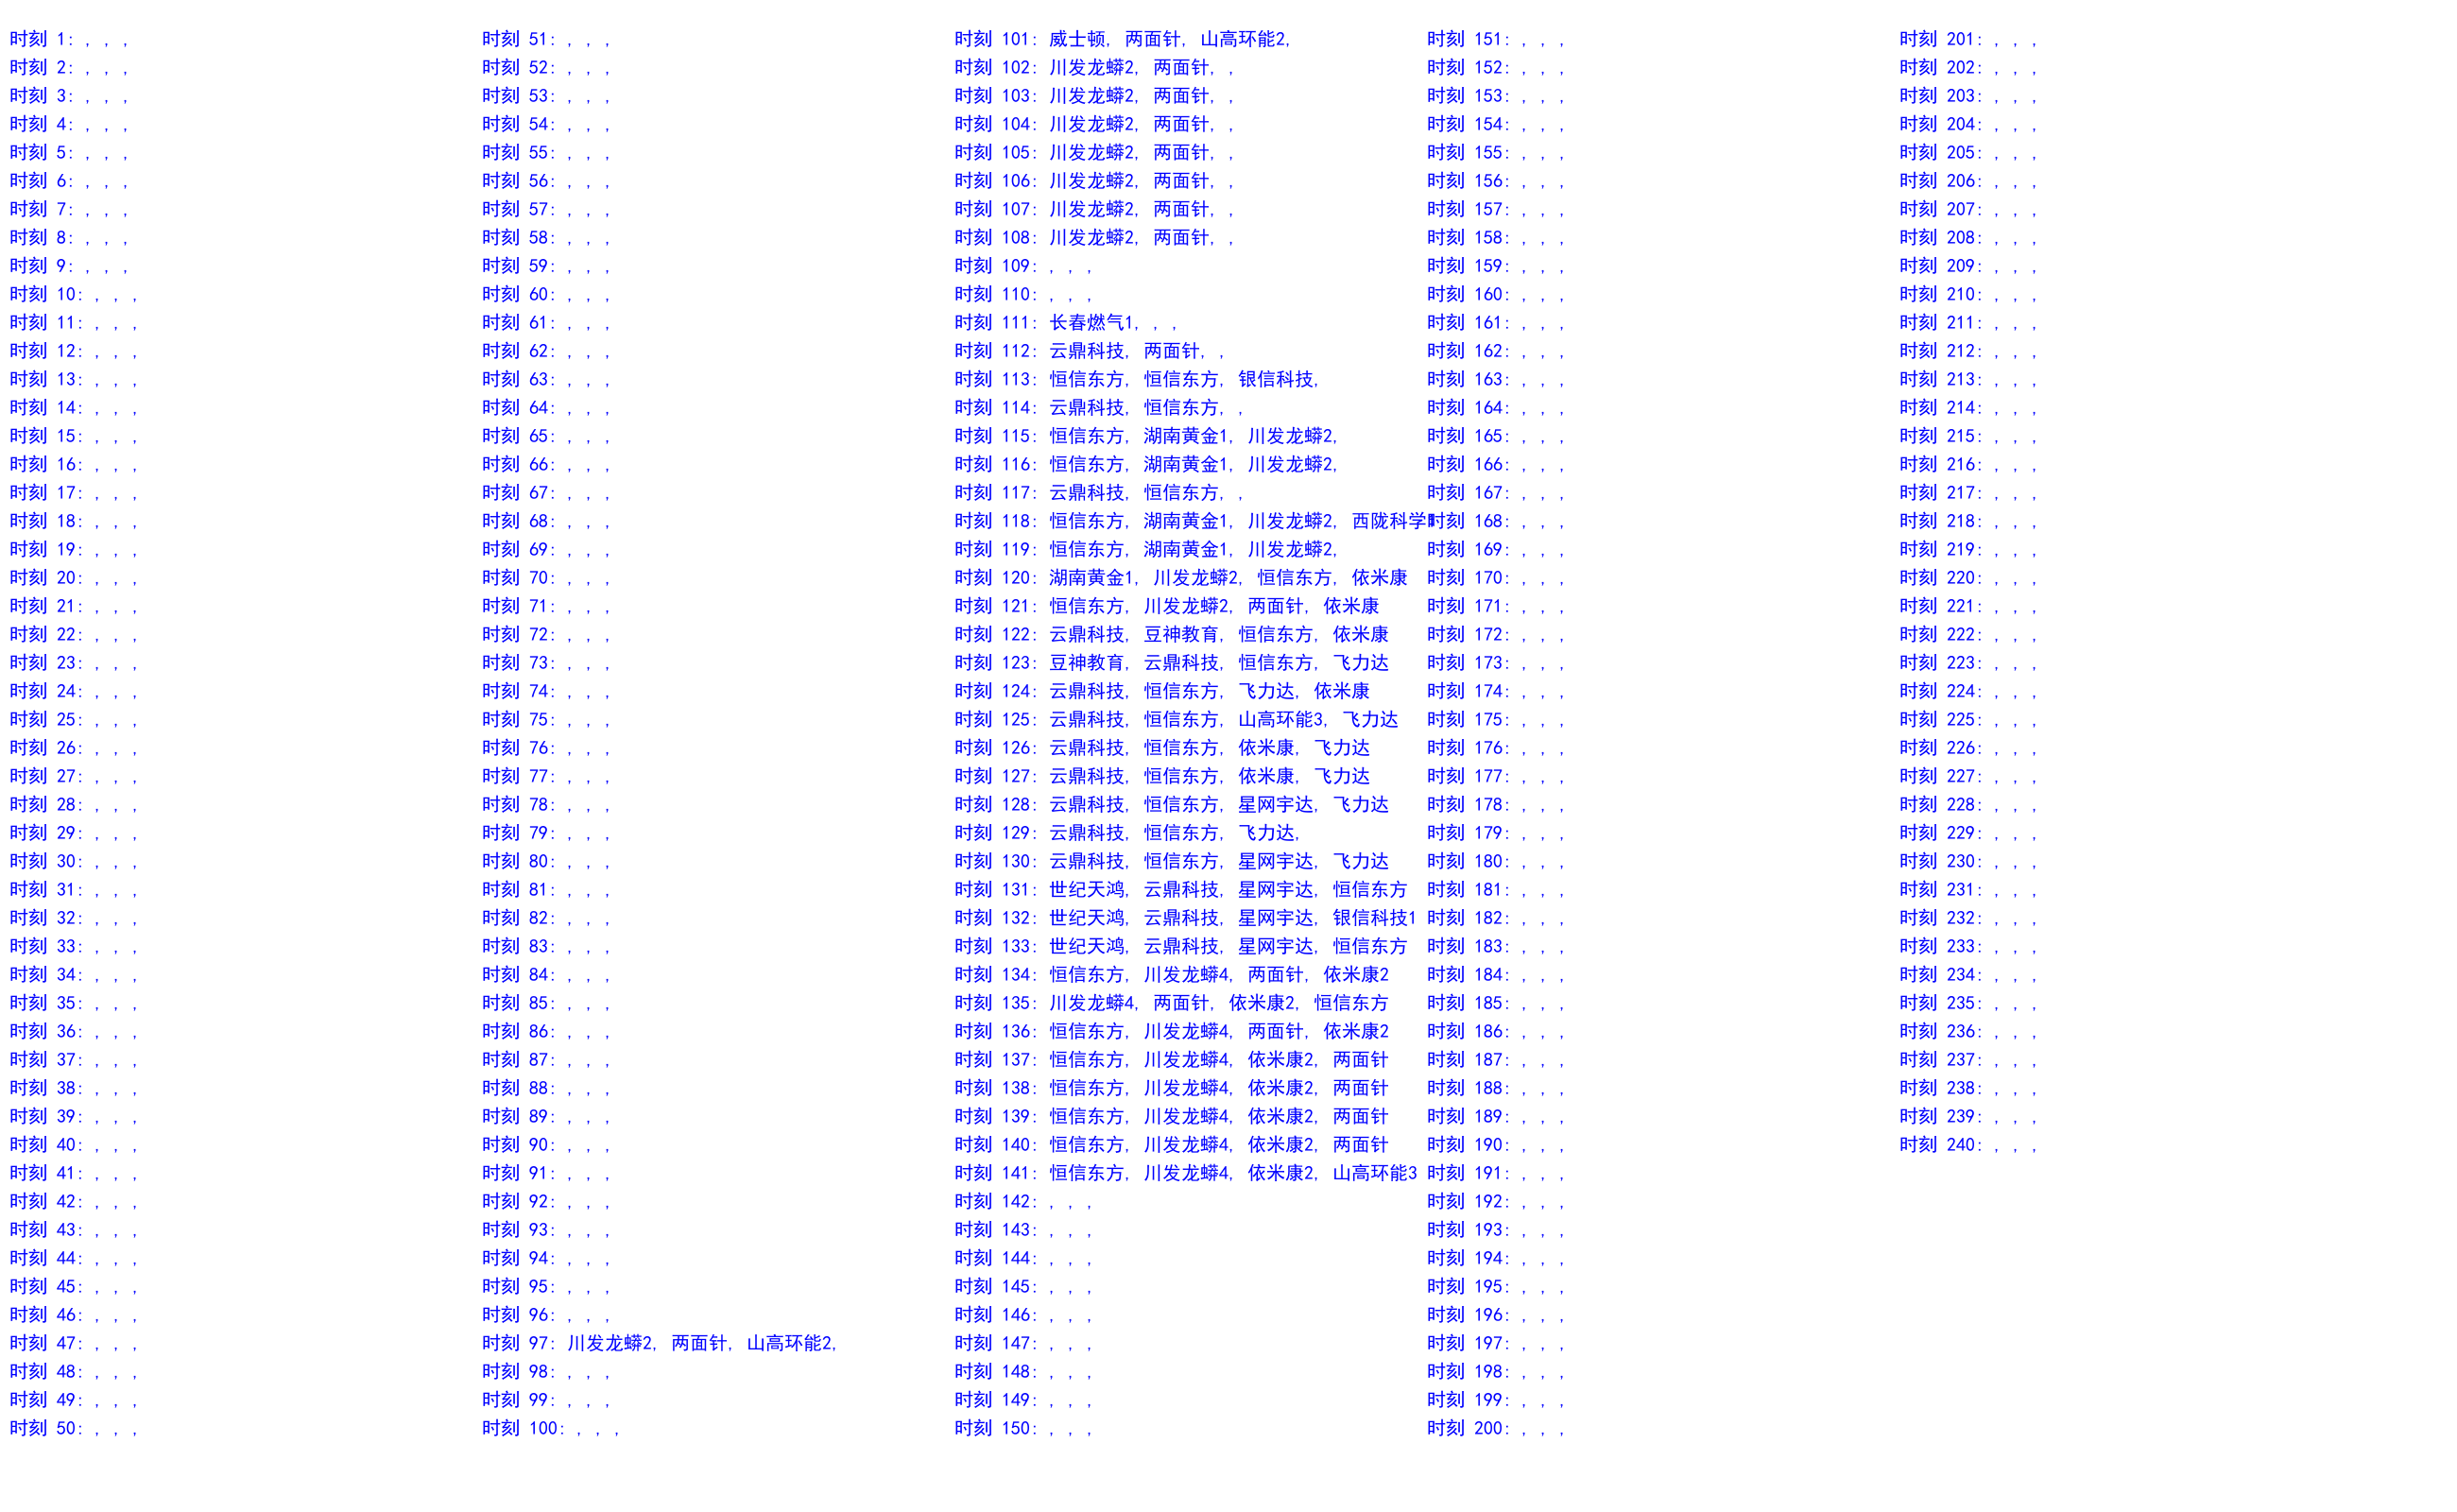 时刻 1: , , ,
时刻 2: , , ,
时刻 3: , , ,
时刻 4: , , ,
时刻 5: , , ,
时刻 6: , , ,
时刻 7: , , ,
时刻 8: , , ,
时刻 9: , , ,
时刻 10: , , ,
时刻 11: , , ,
时刻 12: , , ,
时刻 13: , , ,
时刻 14: , , ,
时刻 15: , , ,
时刻 16: , , ,
时刻 17: , , ,
时刻 18: , , ,
时刻 19: , , ,
时刻 20: , , ,
时刻 21: , , ,
时刻 22: , , ,
时刻 23: , , ,
时刻 24: , , ,
时刻 25: , , ,
时刻 26: , , ,
时刻 27: , , ,
时刻 28: , , ,
时刻 29: , , ,
时刻 30: , , ,
时刻 31: , , ,
时刻 32: , , ,
时刻 33: , , ,
时刻 34: , , ,
时刻 35: , , ,
时刻 36: , , ,
时刻 37: , , ,
时刻 38: , , ,
时刻 39: , , ,
时刻 40: , , ,
时刻 41: , , ,
时刻 42: , , ,
时刻 43: , , ,
时刻 44: , , ,
时刻 45: , , ,
时刻 46: , , ,
时刻 47: , , ,
时刻 48: , , ,
时刻 49: , , ,
时刻 50: , , ,
时刻 51: , , ,
时刻 52: , , ,
时刻 53: , , ,
时刻 54: , , ,
时刻 55: , , ,
时刻 56: , , ,
时刻 57: , , ,
时刻 58: , , ,
时刻 59: , , ,
时刻 60: , , ,
时刻 61: , , ,
时刻 62: , , ,
时刻 63: , , ,
时刻 64: , , ,
时刻 65: , , ,
时刻 66: , , ,
时刻 67: , , ,
时刻 68: , , ,
时刻 69: , , ,
时刻 70: , , ,
时刻 71: , , ,
时刻 72: , , ,
时刻 73: , , ,
时刻 74: , , ,
时刻 75: , , ,
时刻 76: , , ,
时刻 77: , , ,
时刻 78: , , ,
时刻 79: , , ,
时刻 80: , , ,
时刻 81: , , ,
时刻 82: , , ,
时刻 83: , , ,
时刻 84: , , ,
时刻 85: , , ,
时刻 86: , , ,
时刻 87: , , ,
时刻 88: , , ,
时刻 89: , , ,
时刻 90: , , ,
时刻 91: , , ,
时刻 92: , , ,
时刻 93: , , ,
时刻 94: , , ,
时刻 95: , , ,
时刻 96: , , ,
时刻 97: 川发龙蟒2, 两面针, 山高环能2,
时刻 98: , , ,
时刻 99: , , ,
时刻 100: , , ,
时刻 101: 威士顿, 两面针, 山高环能2,
时刻 102: 川发龙蟒2, 两面针, ,
时刻 103: 川发龙蟒2, 两面针, ,
时刻 104: 川发龙蟒2, 两面针, ,
时刻 105: 川发龙蟒2, 两面针, ,
时刻 106: 川发龙蟒2, 两面针, ,
时刻 107: 川发龙蟒2, 两面针, ,
时刻 108: 川发龙蟒2, 两面针, ,
时刻 109: , , ,
时刻 110: , , ,
时刻 111: 长春燃气1, , ,
时刻 112: 云鼎科技, 两面针, ,
时刻 113: 恒信东方, 恒信东方, 银信科技,
时刻 114: 云鼎科技, 恒信东方, ,
时刻 115: 恒信东方, 湖南黄金1, 川发龙蟒2,
时刻 116: 恒信东方, 湖南黄金1, 川发龙蟒2,
时刻 117: 云鼎科技, 恒信东方, ,
时刻 118: 恒信东方, 湖南黄金1, 川发龙蟒2, 西陇科学
时刻 119: 恒信东方, 湖南黄金1, 川发龙蟒2,
时刻 120: 湖南黄金1, 川发龙蟒2, 恒信东方, 依米康
时刻 121: 恒信东方, 川发龙蟒2, 两面针, 依米康
时刻 122: 云鼎科技, 豆神教育, 恒信东方, 依米康
时刻 123: 豆神教育, 云鼎科技, 恒信东方, 飞力达
时刻 124: 云鼎科技, 恒信东方, 飞力达, 依米康
时刻 125: 云鼎科技, 恒信东方, 山高环能3, 飞力达
时刻 126: 云鼎科技, 恒信东方, 依米康, 飞力达
时刻 127: 云鼎科技, 恒信东方, 依米康, 飞力达
时刻 128: 云鼎科技, 恒信东方, 星网宇达, 飞力达
时刻 129: 云鼎科技, 恒信东方, 飞力达,
时刻 130: 云鼎科技, 恒信东方, 星网宇达, 飞力达
时刻 131: 世纪天鸿, 云鼎科技, 星网宇达, 恒信东方
时刻 132: 世纪天鸿, 云鼎科技, 星网宇达, 银信科技1
时刻 133: 世纪天鸿, 云鼎科技, 星网宇达, 恒信东方
时刻 134: 恒信东方, 川发龙蟒4, 两面针, 依米康2
时刻 135: 川发龙蟒4, 两面针, 依米康2, 恒信东方
时刻 136: 恒信东方, 川发龙蟒4, 两面针, 依米康2
时刻 137: 恒信东方, 川发龙蟒4, 依米康2, 两面针
时刻 138: 恒信东方, 川发龙蟒4, 依米康2, 两面针
时刻 139: 恒信东方, 川发龙蟒4, 依米康2, 两面针
时刻 140: 恒信东方, 川发龙蟒4, 依米康2, 两面针
时刻 141: 恒信东方, 川发龙蟒4, 依米康2, 山高环能3
时刻 142: , , ,
时刻 143: , , ,
时刻 144: , , ,
时刻 145: , , ,
时刻 146: , , ,
时刻 147: , , ,
时刻 148: , , ,
时刻 149: , , ,
时刻 150: , , ,
时刻 151: , , ,
时刻 152: , , ,
时刻 153: , , ,
时刻 154: , , ,
时刻 155: , , ,
时刻 156: , , ,
时刻 157: , , ,
时刻 158: , , ,
时刻 159: , , ,
时刻 160: , , ,
时刻 161: , , ,
时刻 162: , , ,
时刻 163: , , ,
时刻 164: , , ,
时刻 165: , , ,
时刻 166: , , ,
时刻 167: , , ,
时刻 168: , , ,
时刻 169: , , ,
时刻 170: , , ,
时刻 171: , , ,
时刻 172: , , ,
时刻 173: , , ,
时刻 174: , , ,
时刻 175: , , ,
时刻 176: , , ,
时刻 177: , , ,
时刻 178: , , ,
时刻 179: , , ,
时刻 180: , , ,
时刻 181: , , ,
时刻 182: , , ,
时刻 183: , , ,
时刻 184: , , ,
时刻 185: , , ,
时刻 186: , , ,
时刻 187: , , ,
时刻 188: , , ,
时刻 189: , , ,
时刻 190: , , ,
时刻 191: , , ,
时刻 192: , , ,
时刻 193: , , ,
时刻 194: , , ,
时刻 195: , , ,
时刻 196: , , ,
时刻 197: , , ,
时刻 198: , , ,
时刻 199: , , ,
时刻 200: , , ,
时刻 201: , , ,
时刻 202: , , ,
时刻 203: , , ,
时刻 204: , , ,
时刻 205: , , ,
时刻 206: , , ,
时刻 207: , , ,
时刻 208: , , ,
时刻 209: , , ,
时刻 210: , , ,
时刻 211: , , ,
时刻 212: , , ,
时刻 213: , , ,
时刻 214: , , ,
时刻 215: , , ,
时刻 216: , , ,
时刻 217: , , ,
时刻 218: , , ,
时刻 219: , , ,
时刻 220: , , ,
时刻 221: , , ,
时刻 222: , , ,
时刻 223: , , ,
时刻 224: , , ,
时刻 225: , , ,
时刻 226: , , ,
时刻 227: , , ,
时刻 228: , , ,
时刻 229: , , ,
时刻 230: , , ,
时刻 231: , , ,
时刻 232: , , ,
时刻 233: , , ,
时刻 234: , , ,
时刻 235: , , ,
时刻 236: , , ,
时刻 237: , , ,
时刻 238: , , ,
时刻 239: , , ,
时刻 240: , , ,